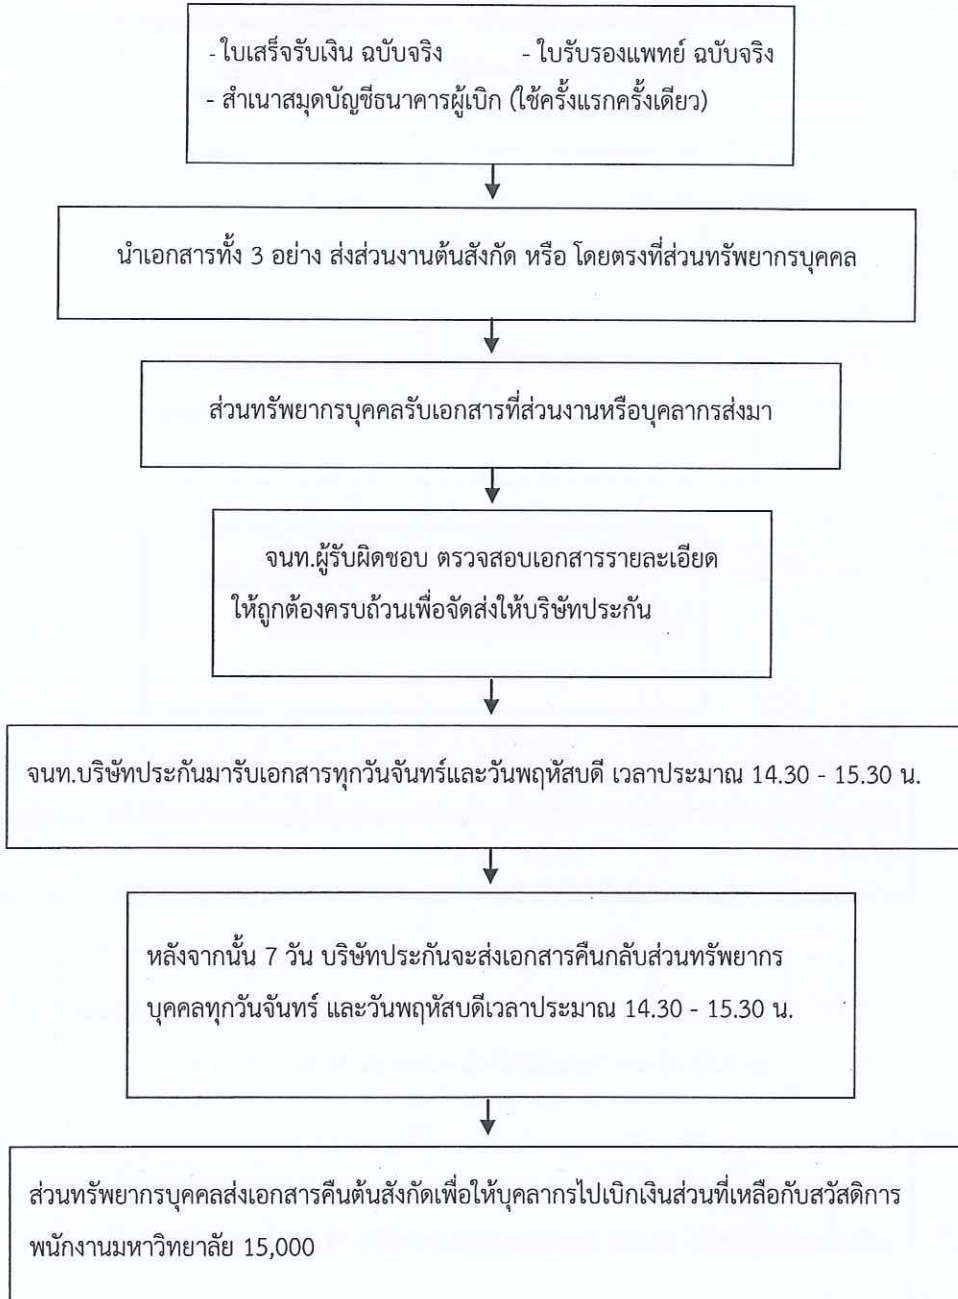 - ใบเสร็จรับเงิน ฉบับจริง - ใบรับรองแพทย์ ฉบับจริง
- สำเนาสมุดบัญชีธนาคารผู้เบิก (ใช้ครั้งแรกครั้งเดียว)
นำเอกสารทั้ง 3 อย่าง ส่งส่วนงานต้นสังกัด หรือ โดยตรงที่ส่วนทรัพยากรบุคคล
ส่วนทรัพยากรบุคคลรับเอกสารที่ส่วนงานหรือบุคลากรส่งมา
จนท.ผู้รับผิดชอบ ตรวจสอบเอกสารรายละเอียด
ให้ถูกต้องครบถ้วนเพื่อจัดส่งให้บริษัทประกัน
จนท.บริษัทประกันมารับเอกสารทุกวันจันทร์และวันพฤหัสบดี เวลาประมาณ 14.30 - 15.30 น.
หลังจากนั้น 7 วัน บริษัทประกันจะส่งเอกสารคืนกลับส่วนทรัพยากร
บุคคลทุกวันจันทร์ และวันพฤหัสบดีเวลาประมาณ 14.30 - 15.30 น.
ส่วนทรัพยากรบุคคลส่งเอกสารคืนต้นสังกัดเพื่อให้บุคลากรไปเบิกเงินส่วนที่เหลือกับสวัสดิการ
พนักงานมหาวิทยาลัย 15,000